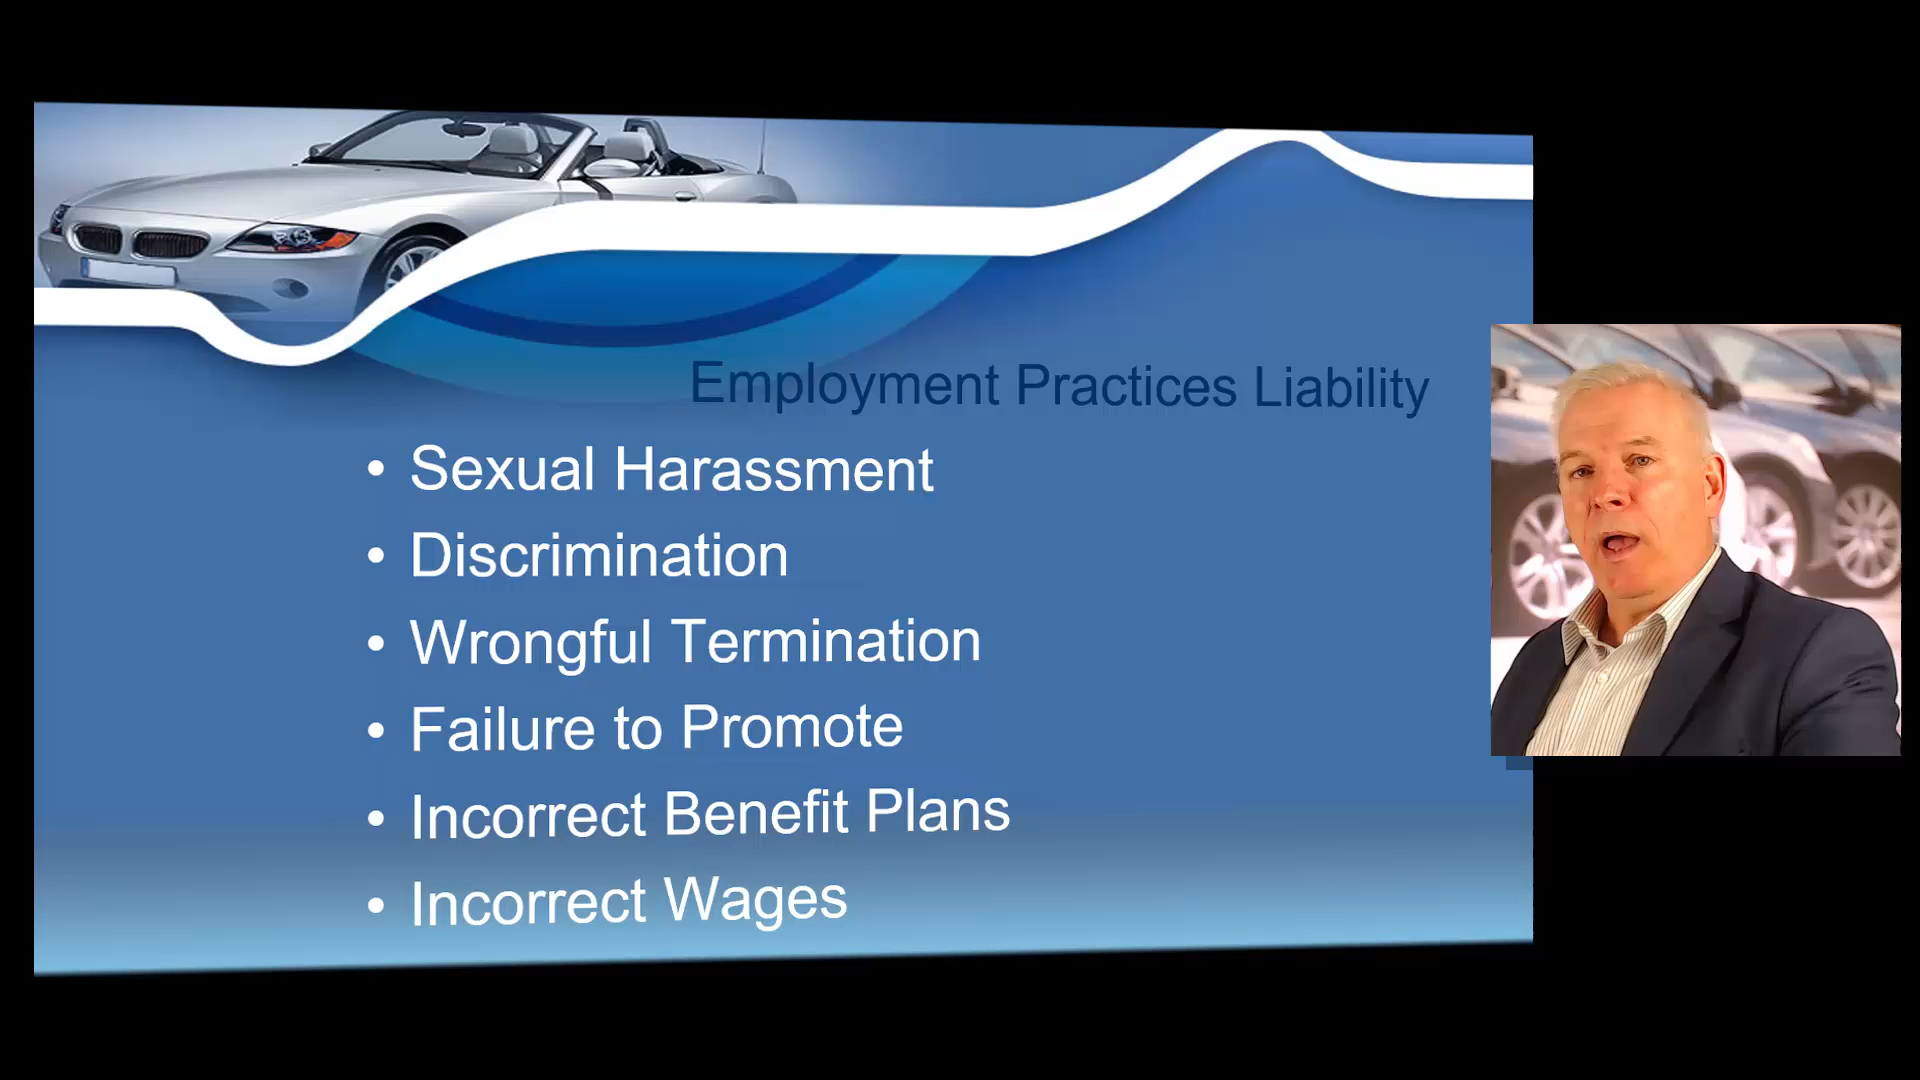 Employment Practices Liability
• Sexual Harassment
• Discrimination
• Wrongful Termination
• Failure to Promote
• Incorrect Benefit Plans
• Incorrect Wages